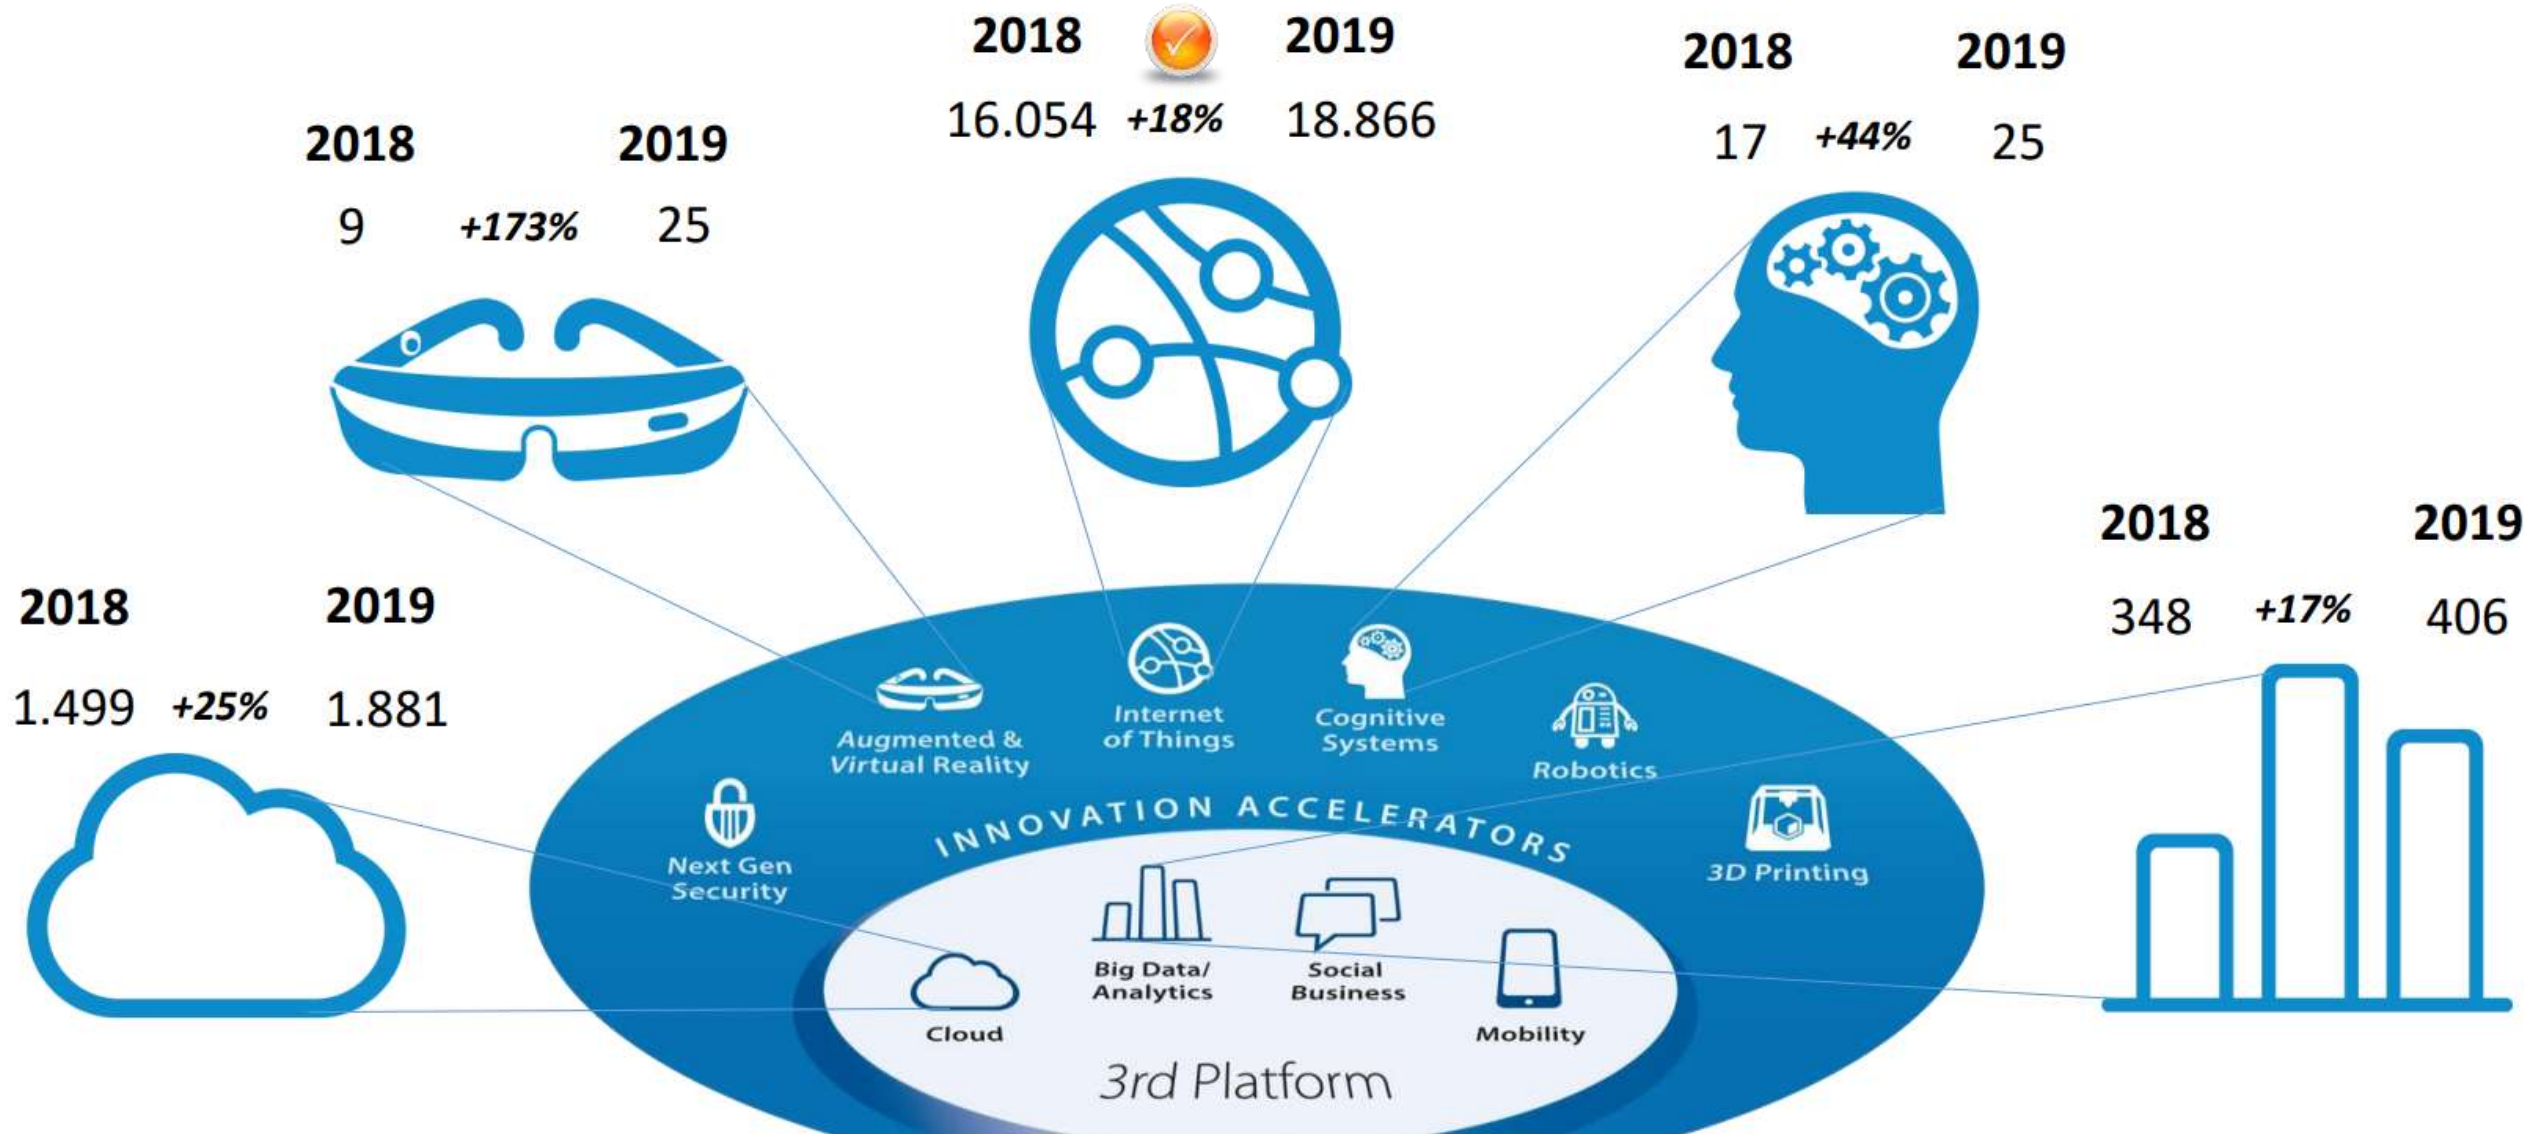 2018 2019
16.054 +18% 18.866
2018 2019
17 +44% 25
2018 2019
9 +173% 25
2018 2019
348 +17% 406
2018 2019
1.499 +25% 1.881
Augmented &
Virtual Reality
Internet
of Things
Cognitive
Systems
Robotics
Next Gen
Security
3D Printing
INNOVATION ACCELERATORS
Cloud
Big Data/
Analytics
Social
Business
Mobility
3rd Platform